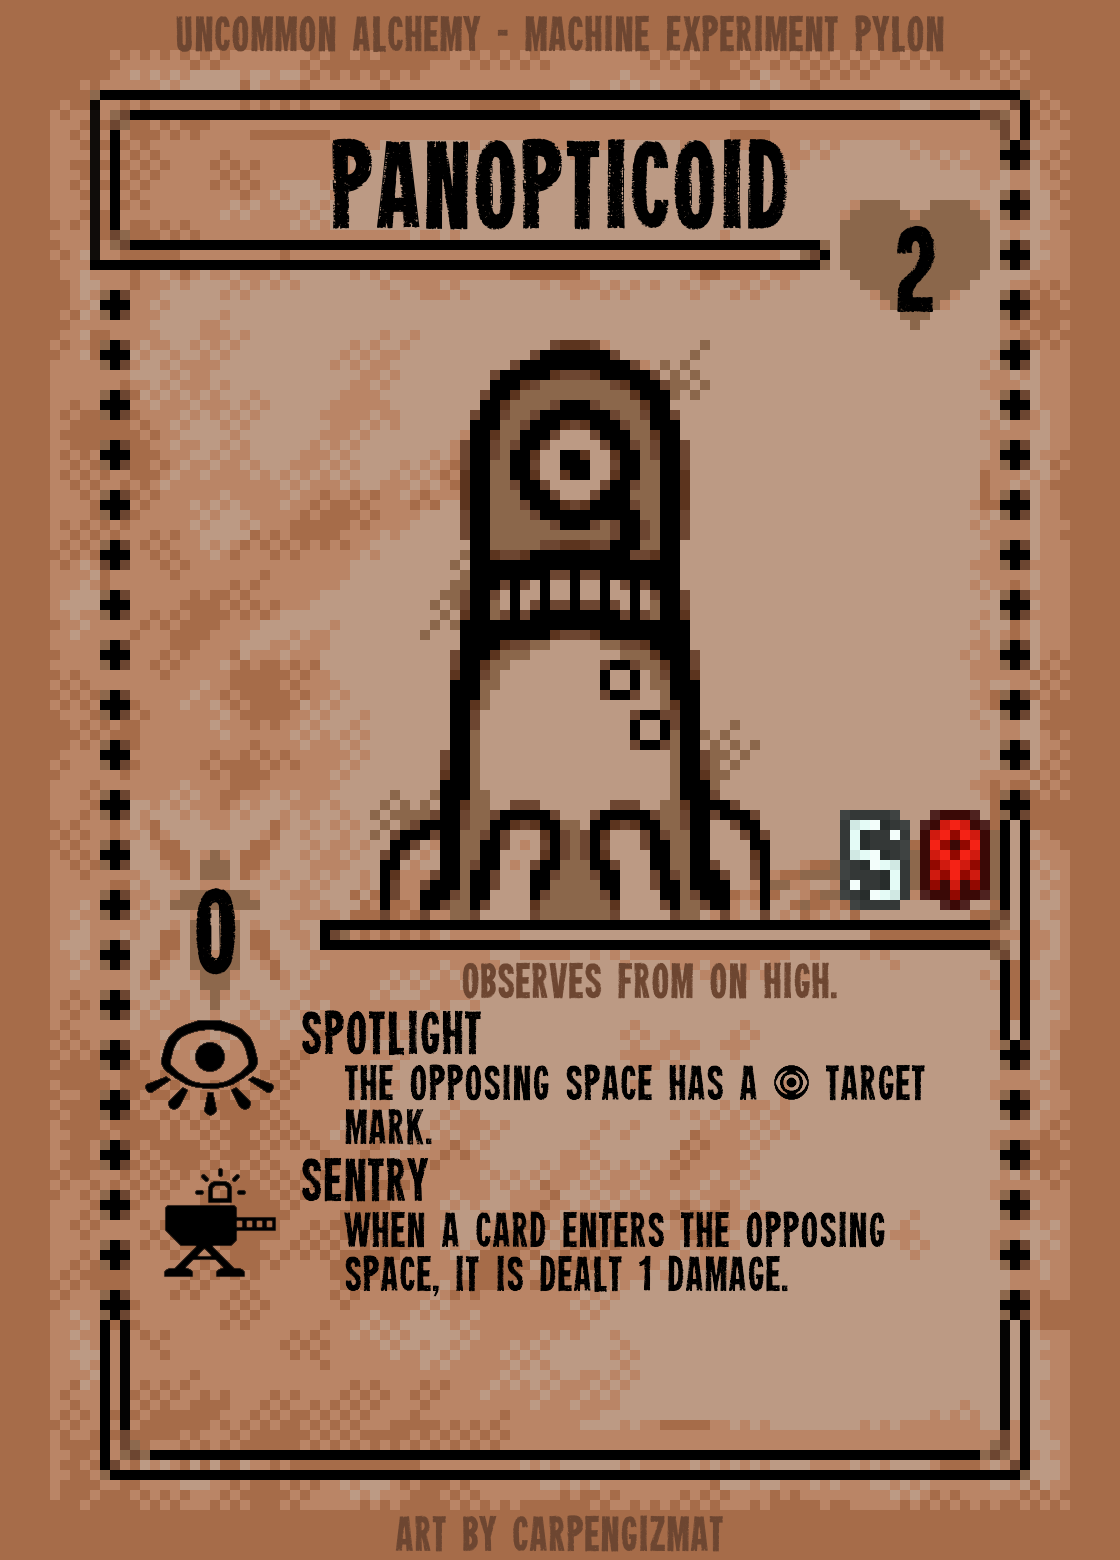 UNCOMMON ALCHEMY - MACHINE EXPERIMENT PYLON
PANOPTICOID
2
S
0
OBSERVES FROM ON HIGH.
SPOTLIGHT
THE OPPOSING SPACE HAS A TARGET
MARK.
SENTRY
WHEN A CARD ENTERS THE OPPOSING
SPACE, IT IS DEALT 1 DAMAGE.
ART BY CARPENGIZMAT